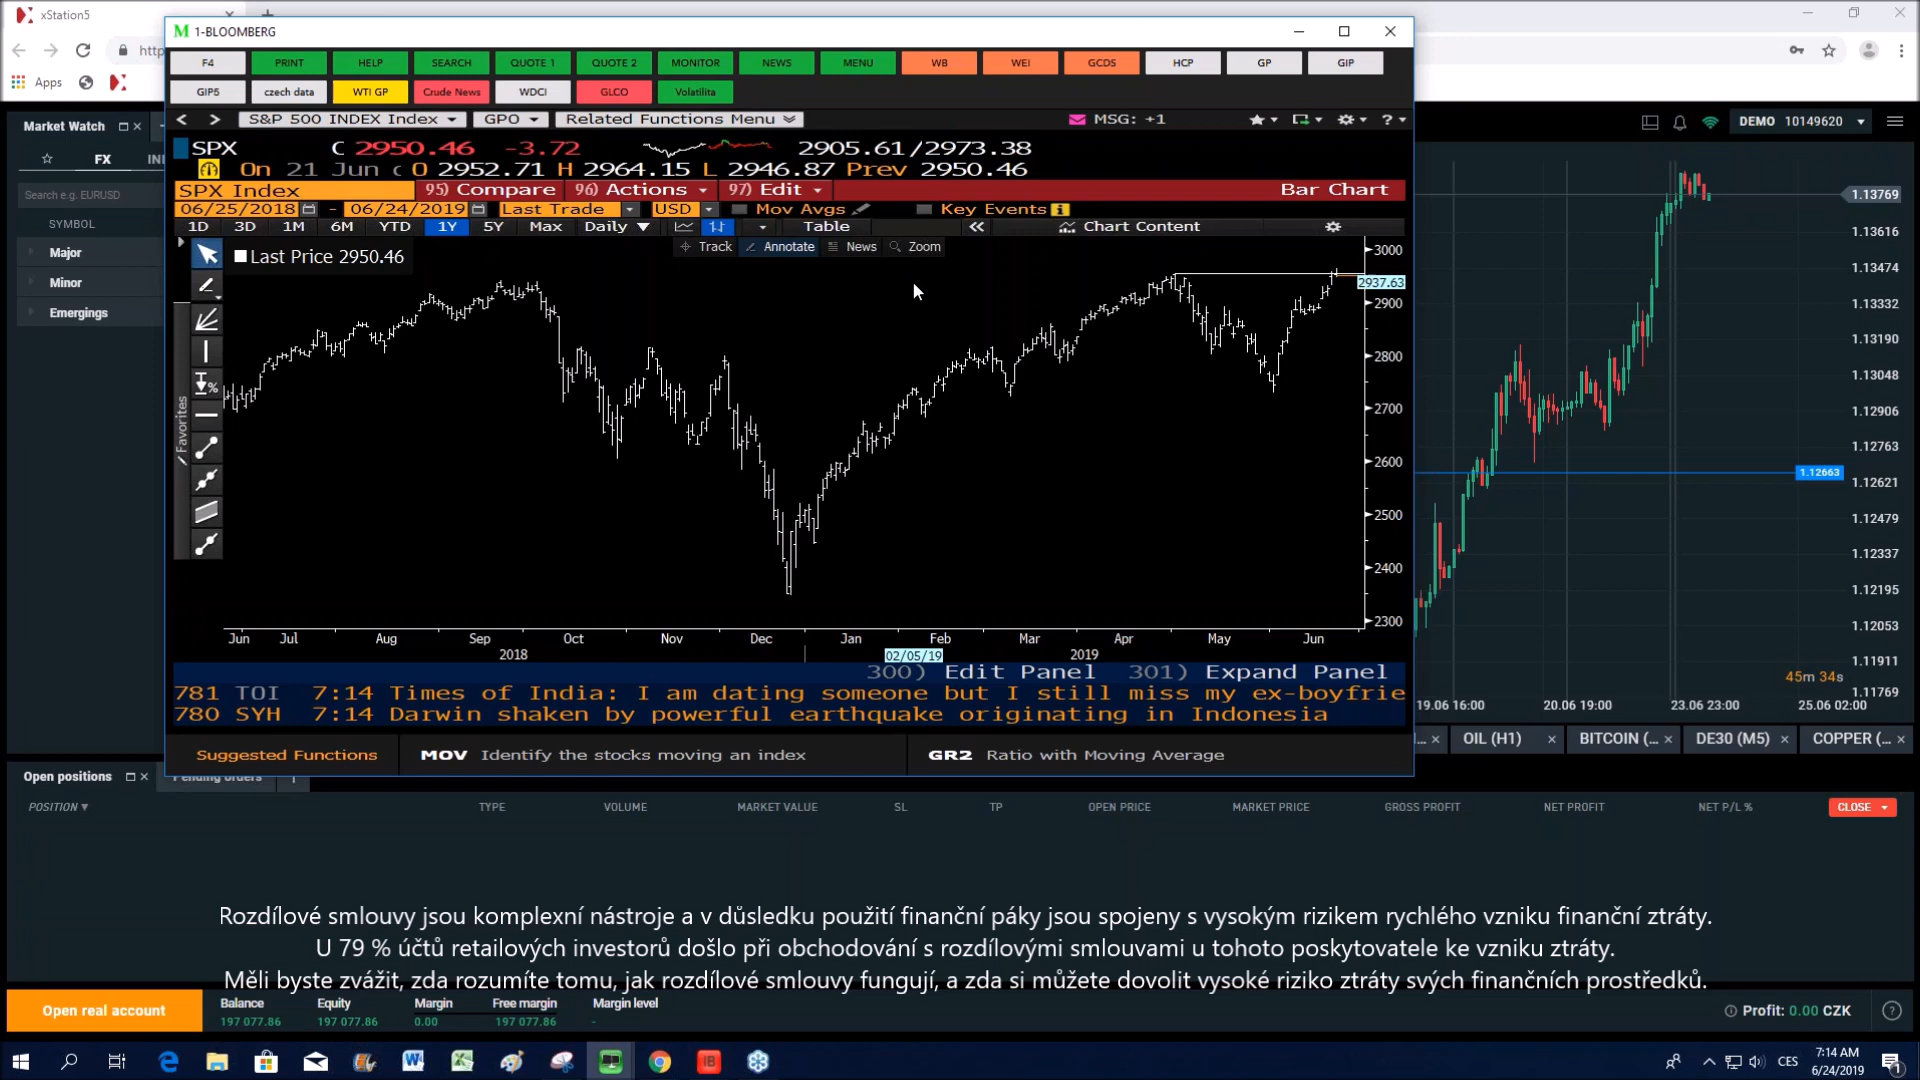 xStation5
http
Apps
1-BLOOMBERG
F4 PRINT HELP SEARCH QUOTE 1 QUOTE 2 MONITOR NEWS MENU WB WEI GCDS HCP GP GIP
GIP5 czech data WTI GP Crude News WDCI GLCO Volatilita
S&P 500 INDEX Index GPO Related Functions Menu MSG: +1
SPX C 2950.46 -3.72 2905.61/2973.38
On 21 Jun O 2952.71 H 2964.15 L 2946.87 Prev 2950.46
SPX Index 95) Compare 96) Actions 97) Edit Bar Chart
06/25/2018 - 06/24/2019 Last Trade USD Mov Avgs Key Events
1D 3D 1M 6M YTD 1Y 5Y Max Daily Table Chart Content
Track Annotate News Zoom
Last Price 2950.46
Favorites
3000
2937.63
2900
2800
2700
2600
2500
2400
2300
Jun Jul Aug Sep Oct Nov Dec Jan Feb Mar Apr May Jun
2018 02/05/19 2019
300) Edit Panel 301) Expand Panel
781 TOI 7:14 Times of India: I am dating someone but I still miss my ex-boyfrie
780 SYH 7:14 Darwin shaken by powerful earthquake originating in Indonesia
Suggested Functions MOV Identify the stocks moving an index GR2 Ratio with Moving Average
Market Watch
FX IN
Search e.g. EURUSD
SYMBOL
Major
Minor
Emergings
DEMO 10149620
1.13769
1.13616
1.13474
1.13332
1.13190
1.13048
1.12906
1.12763
1.12663
1.12621
1.12479
1.12337
1.12195
1.12053
1.11911
1.11769
45m 34s
19.06 16:00 20.06 19:00 23.06 23:00 25.06 02:00
... OIL (H1) BITCOIN (... DE30 (M5) COPPER (...
Open positions Pending orders
POSITION TYPE VOLUME MARKET VALUE SL TP OPEN PRICE MARKET PRICE GROSS PROFIT NET PROFIT NET P/L % CLOSE
Rozdílové smlouvy jsou komplexní nástroje a v důsledku použití finanční páky jsou spojeny s vysokým rizikem rychlého vzniku finanční ztráty.
U 79 % účtů retailových investorů došlo při obchodování s rozdílovými smlouvami u tohoto poskytovatele ke vzniku ztráty.
Měli byste zvážit, zda rozumíte tomu, jak rozdílové smlouvy fungují, a zda si můžete dovolit vysoké riziko ztráty svých finančních prostředků.
Open real account
Balance Equity Margin Free margin Margin level
197 077.86 197 077.86 0.00 197 077.86 -
Profit: 0.00 CZK
CES
7:14 AM
6/24/2019